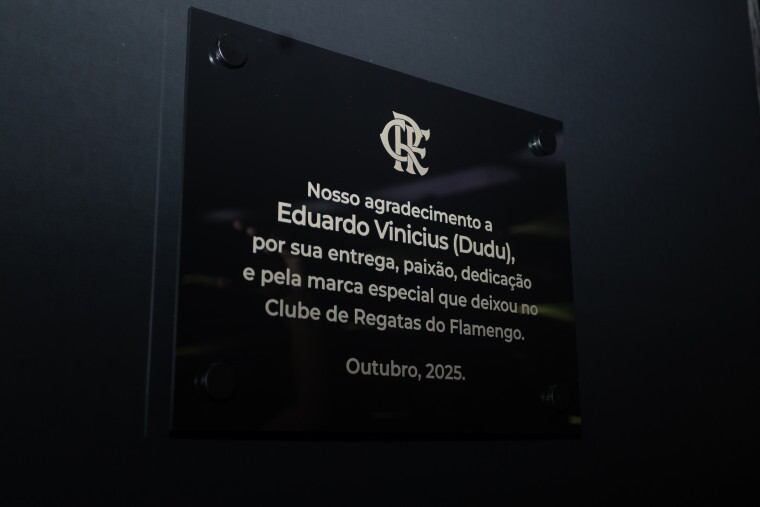 CRF
Nosso agradecimento a
Eduardo Vinicius (Dudu),
por sua entrega, paixão, dedicação
e pela marca especial que deixou no
Clube de Regatas do Flamengo.
Outubro, 2025.